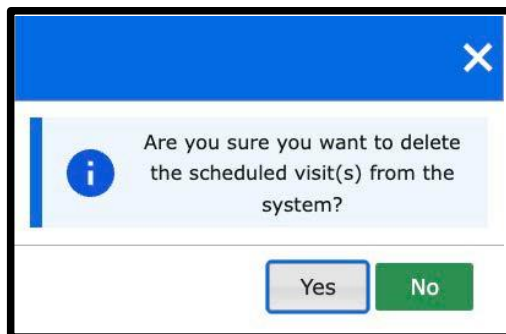 Are you sure you want to delete
the scheduled visit(s) from the
system?
Yes No